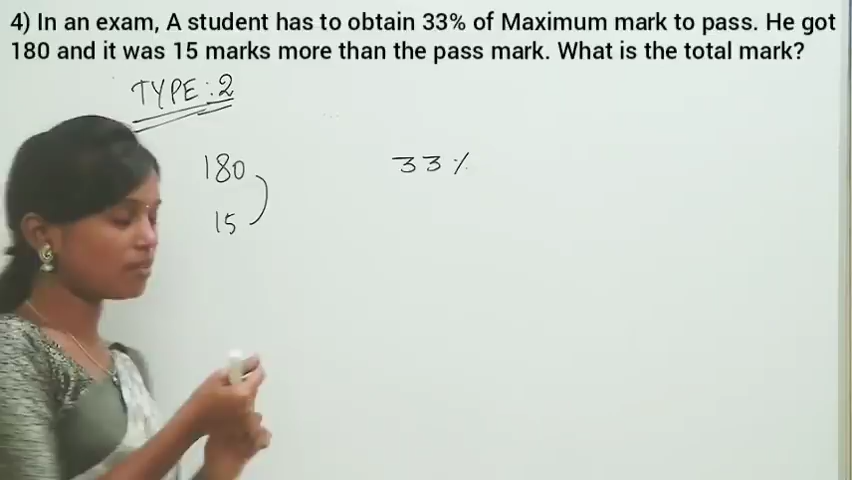 4) In an exam, A student has to obtain 33% of Maximum mark to pass. He got
180 and it was 15 marks more than the pass mark. What is the total mark?
TYPE : 2
180 33%
15